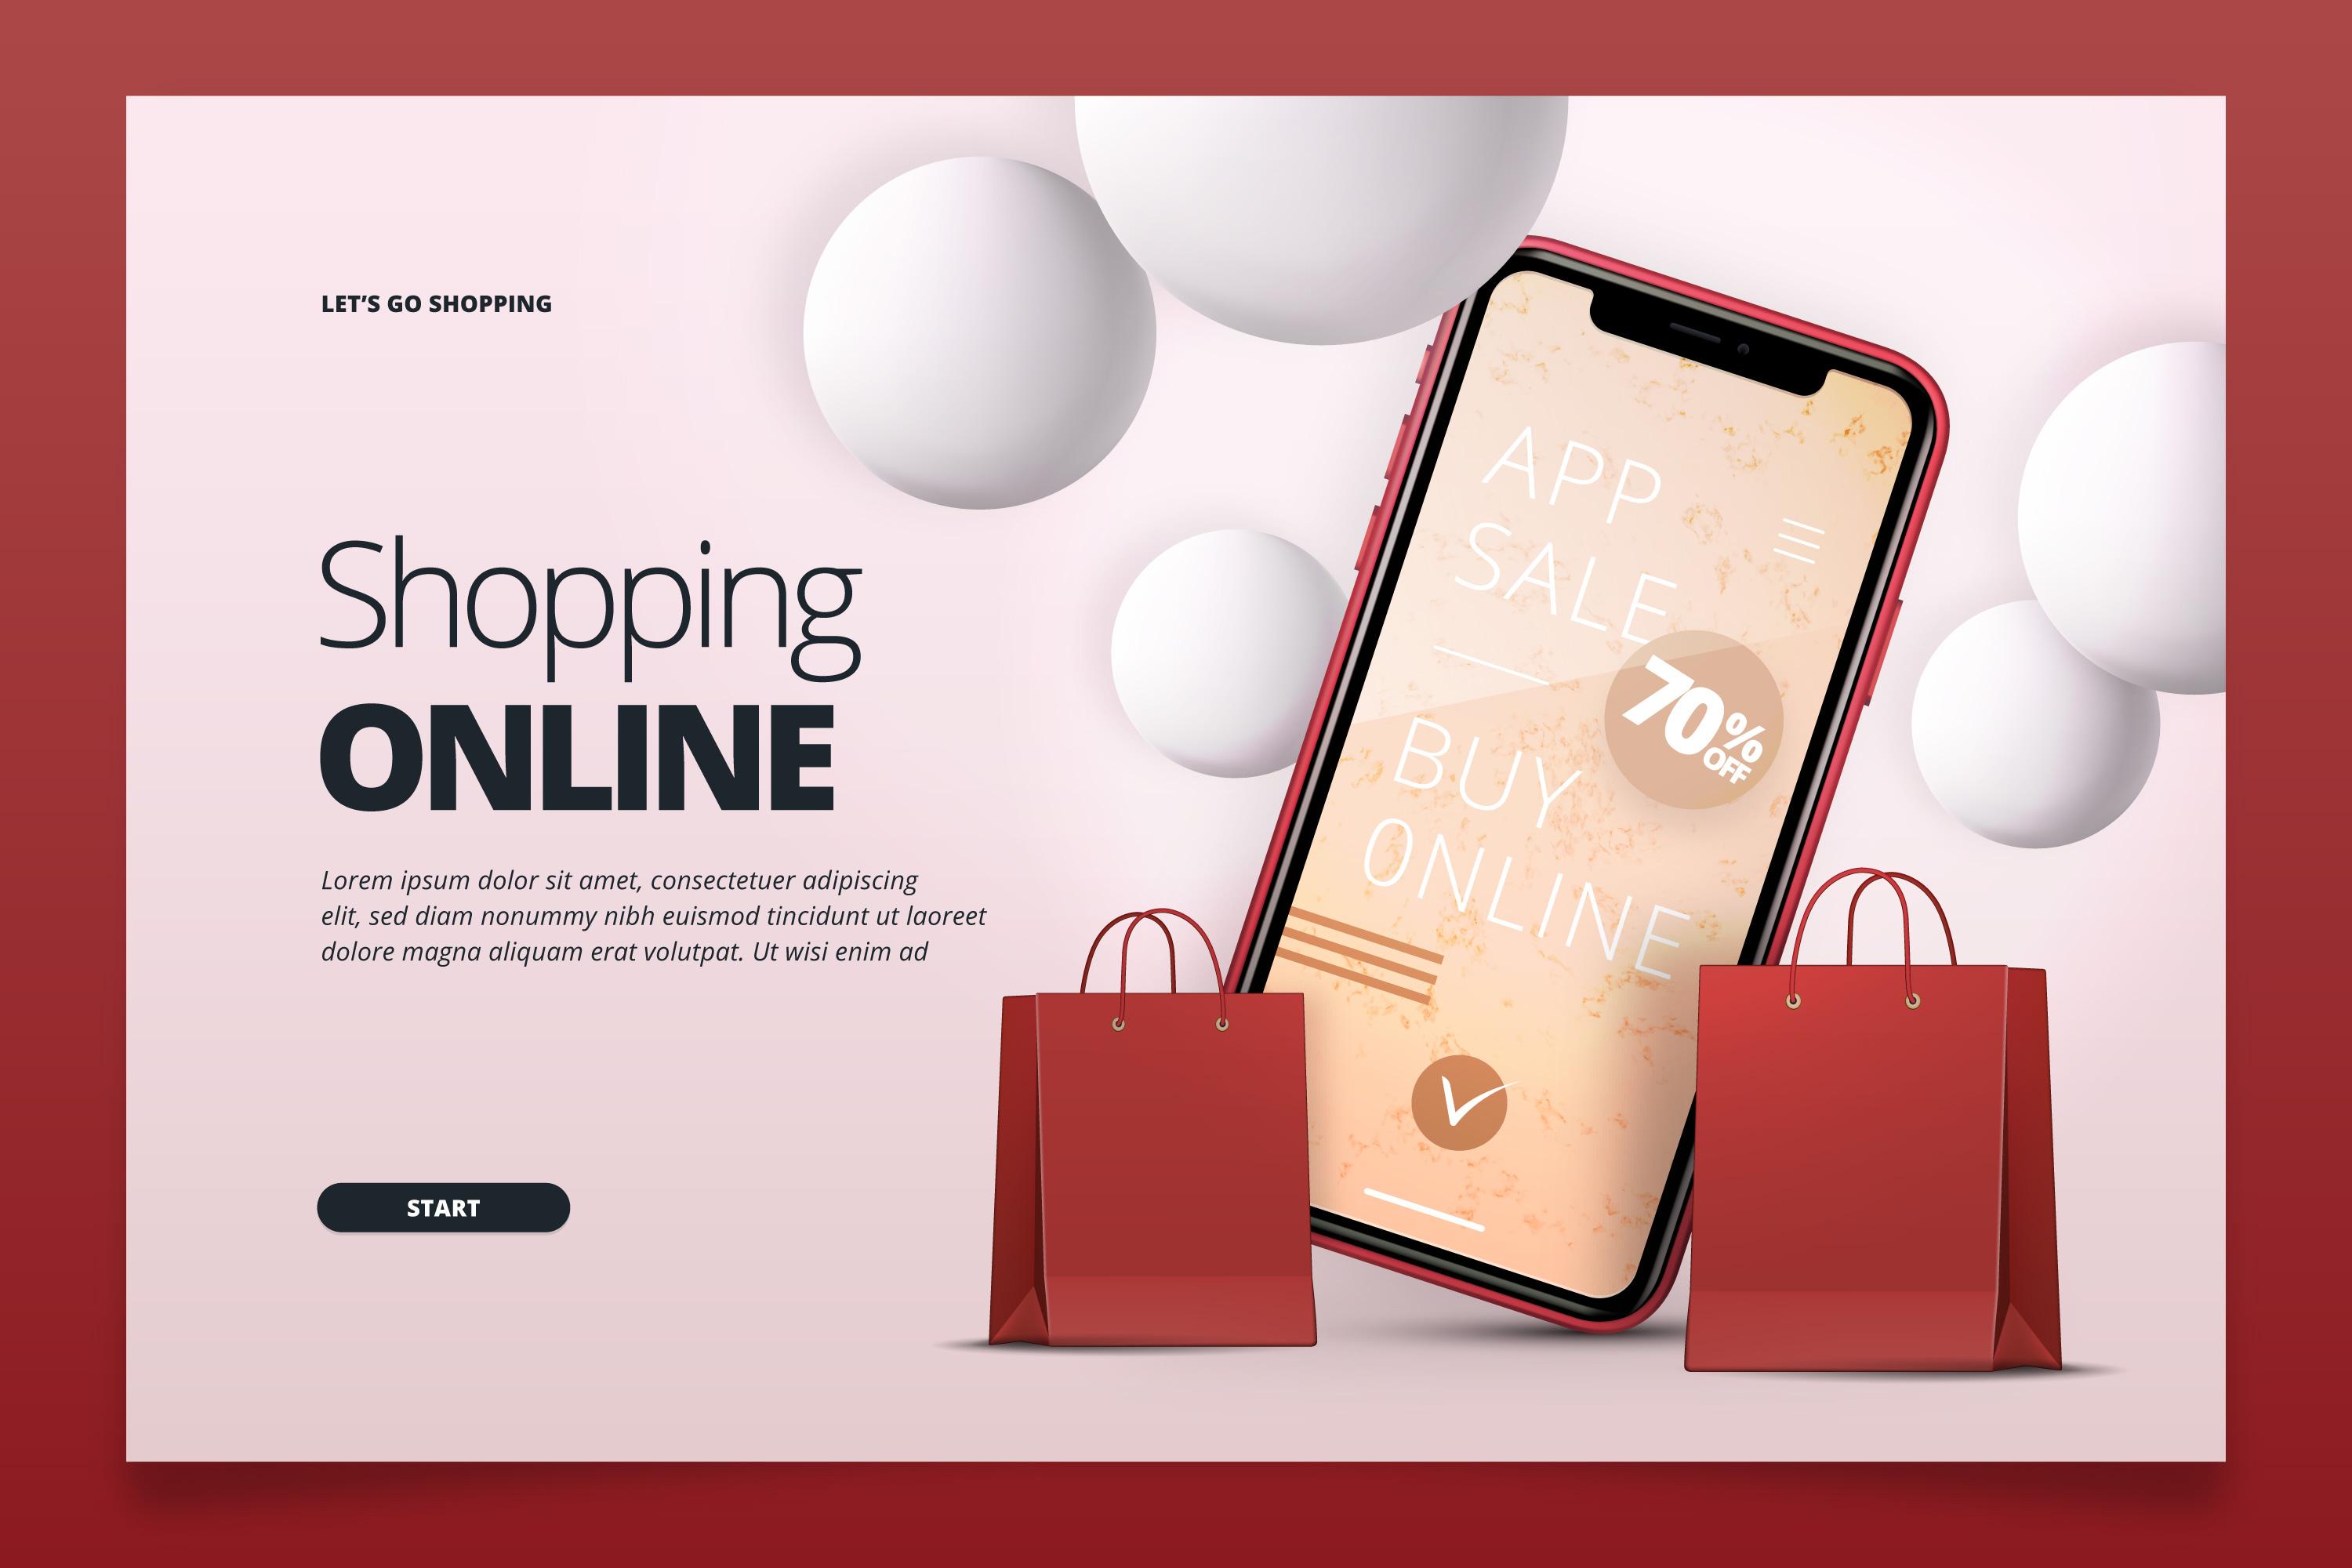 LET’S GO SHOPPING
Shopping
ONLINE
Lorem ipsum dolor sit amet, consectetuer adipiscing
elit, sed diam nonummy nibh euismod tincidunt ut laoreet
dolore magna aliquam erat volutpat. Ut wisi enim ad
START
APP
SALE
70%
OFF
BUY
ONLINE